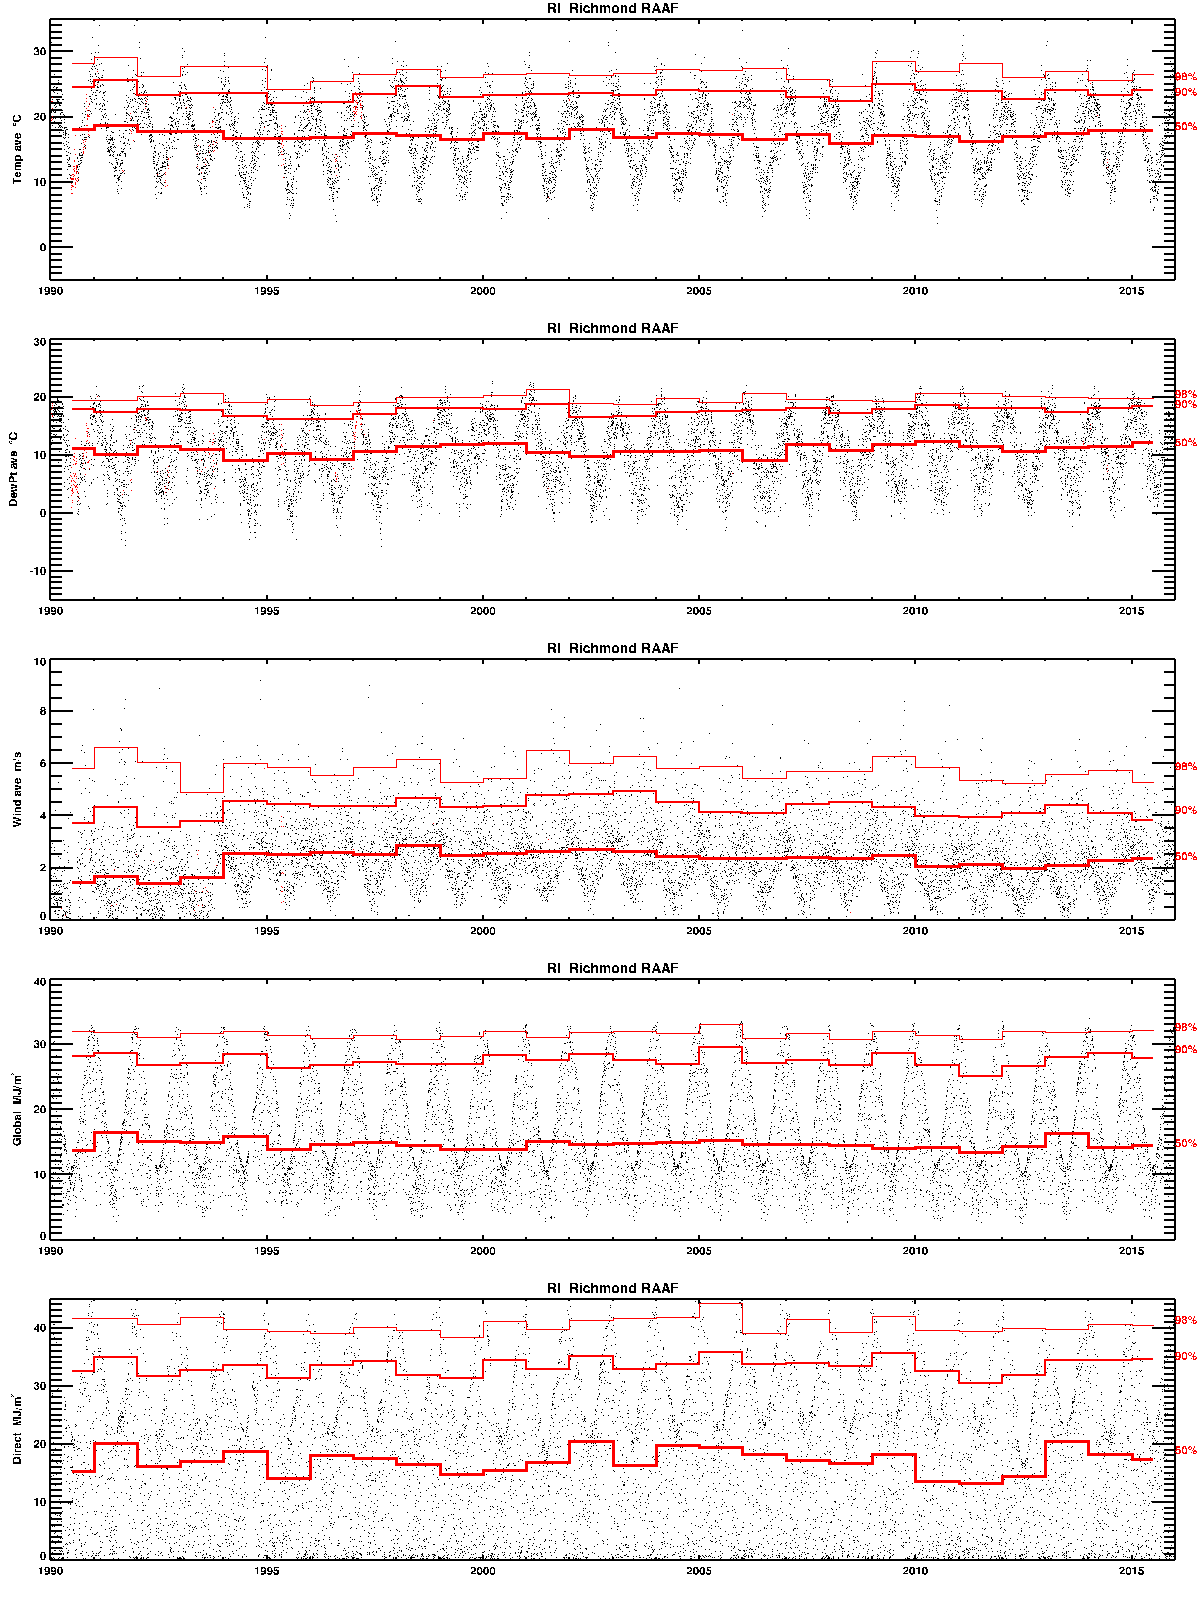 RI Richmond RAAF
30
20
10
0
Temp ave °C
98%
90%
50%
1990 1995 2000 2005 2010 2015
RI Richmond RAAF
30
20
10
0
-10
DewPt ave °C
98%
90%
50%
1990 1995 2000 2005 2010 2015
RI Richmond RAAF
10
8
6
4
2
0
Wind ave m/s
98%
90%
50%
1990 1995 2000 2005 2010 2015
RI Richmond RAAF
40
30
20
10
0
Global MJ/m²
98%
90%
50%
1990 1995 2000 2005 2010 2015
RI Richmond RAAF
40
30
20
10
0
Direct MJ/m²
98%
90%
50%
1990 1995 2000 2005 2010 2015